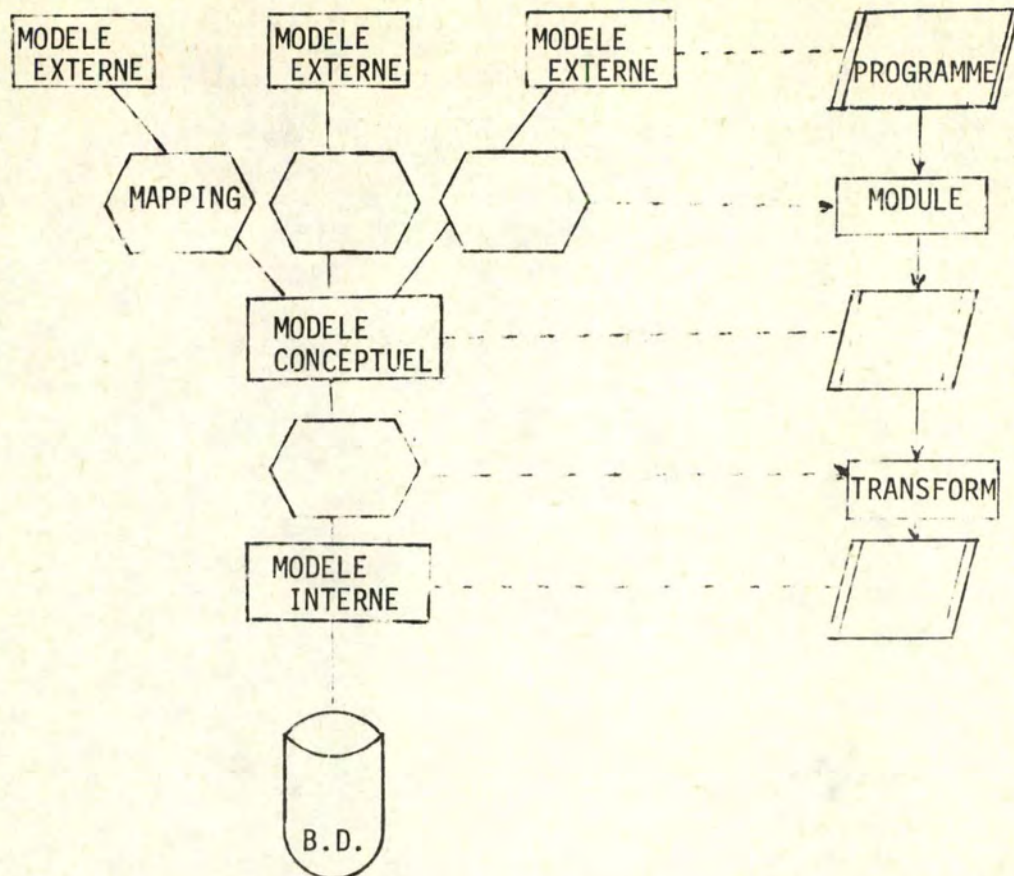 MODELE
EXTERNE
MODELE
EXTERNE
MODELE
EXTERNE
PROGRAMME
MAPPING
MODULE
MODELE
CONCEPTUEL
TRANSFORM
MODELE
INTERNE
B.D.